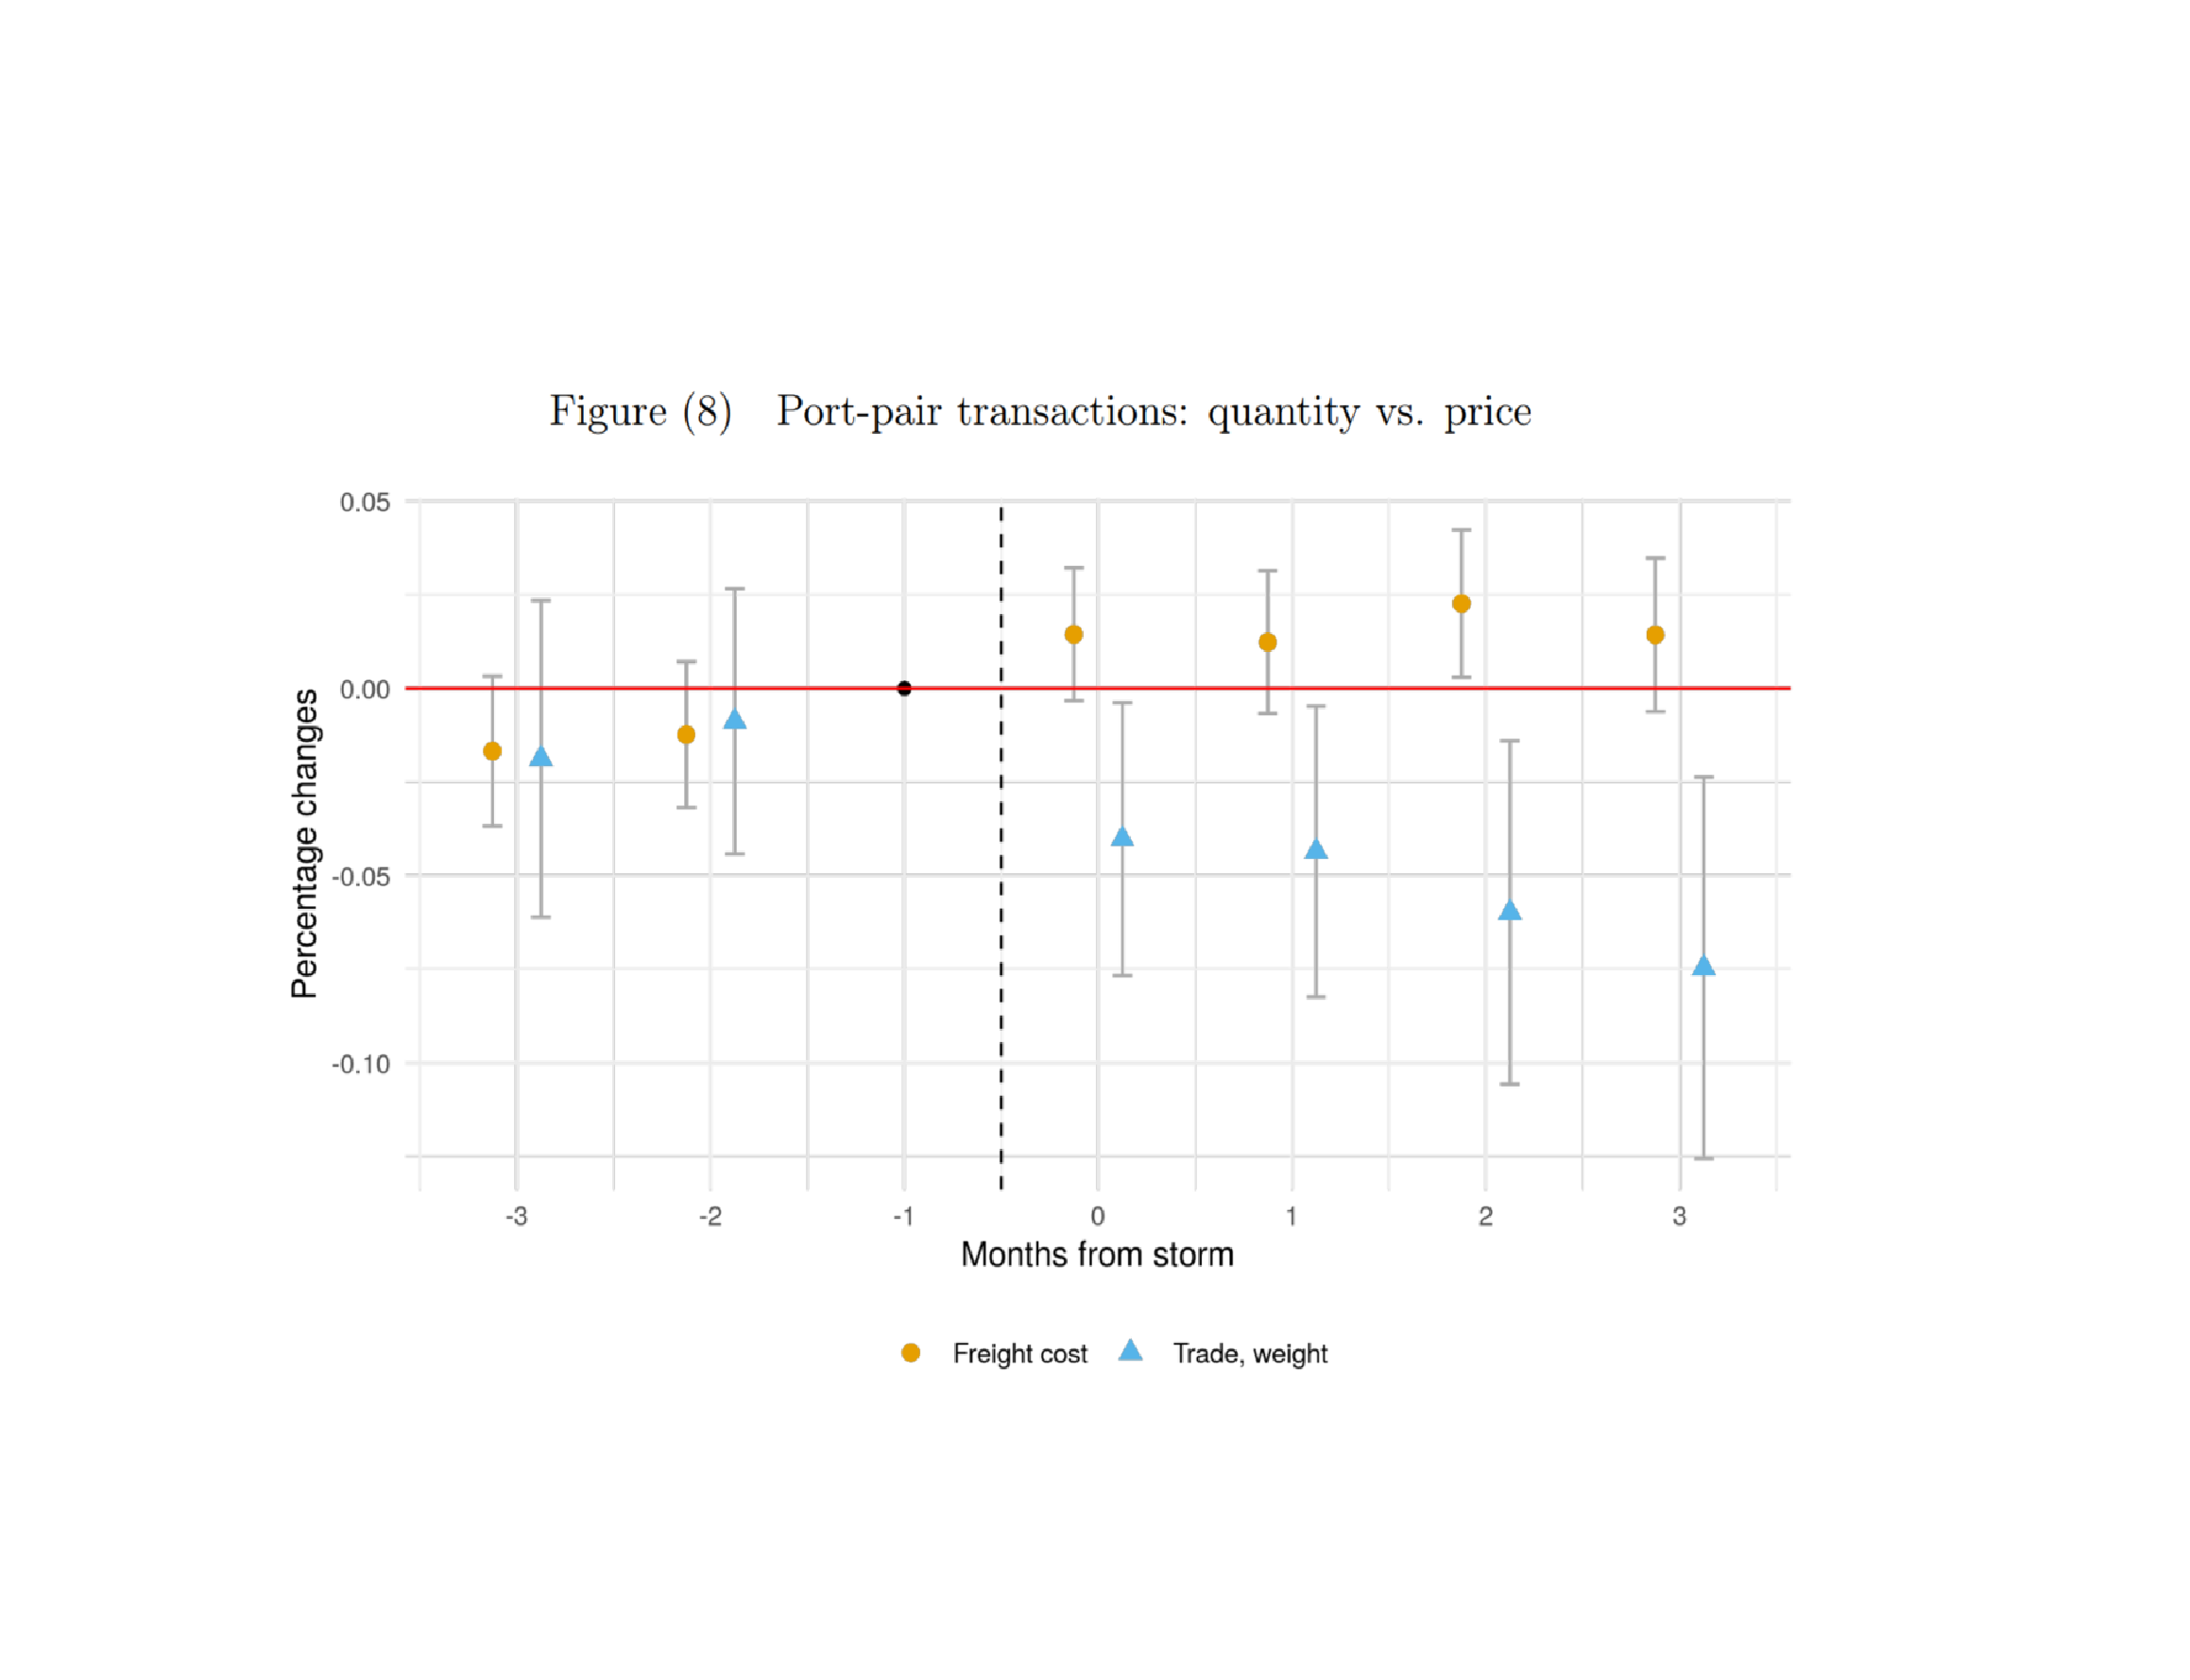 Figure (8) Port-pair transactions: quantity vs. price
0.05
0.00
-0.05
-0.10
Percentage changes
-3 -2 -1 0 1 2 3
Months from storm
Freight cost Trade, weight